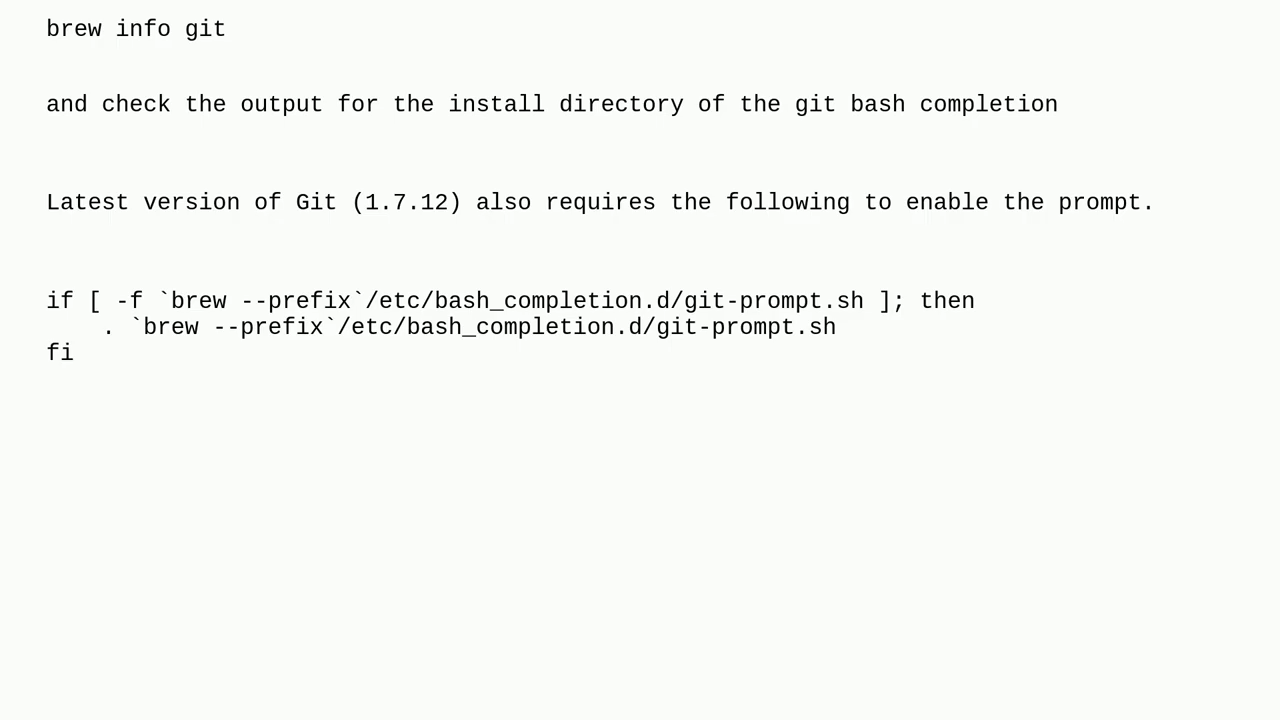 brew info git
and check the output for the install directory of the git bash completion
Latest version of Git (1.7.12) also requires the following to enable the prompt.
if [ -f `brew --prefix`/etc/bash_completion.d/git-prompt.sh ]; then
    . `brew --prefix`/etc/bash_completion.d/git-prompt.sh
fi